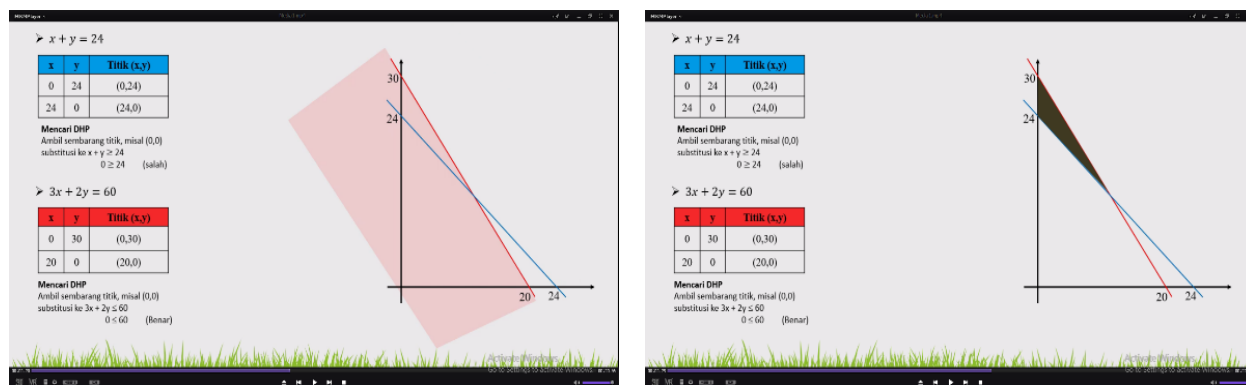 ➢ x + y = 24
x y Titik (x,y)
0 24 (0,24)
24 0 (24,0)
Mencari DHP
Ambil sembarang titik, misal (0,0)
substitusi ke x + y ≥ 24
0 ≥ 24 (salah)
➢ 3x + 2y = 60
x y Titik (x,y)
0 30 (0,30)
20 0 (20,0)
Mencari DHP
Ambil sembarang titik, misal (0,0)
substitusi ke 3x + 2y ≤ 60
0 ≤ 60 (Benar)
30
24
20 24
Activate Windows
Go to Settings to activate Windows.
➢ x + y = 24
x y Titik (x,y)
0 24 (0,24)
24 0 (24,0)
Mencari DHP
Ambil sembarang titik, misal (0,0)
substitusi ke x + y ≥ 24
0 ≥ 24 (salah)
➢ 3x + 2y = 60
x y Titik (x,y)
0 30 (0,30)
20 0 (20,0)
Mencari DHP
Ambil sembarang titik, misal (0,0)
substitusi ke 3x + 2y ≤ 60
0 ≤ 60 (Benar)
30
24
20 24
Activate Windows
Go to Settings to activate Windows.